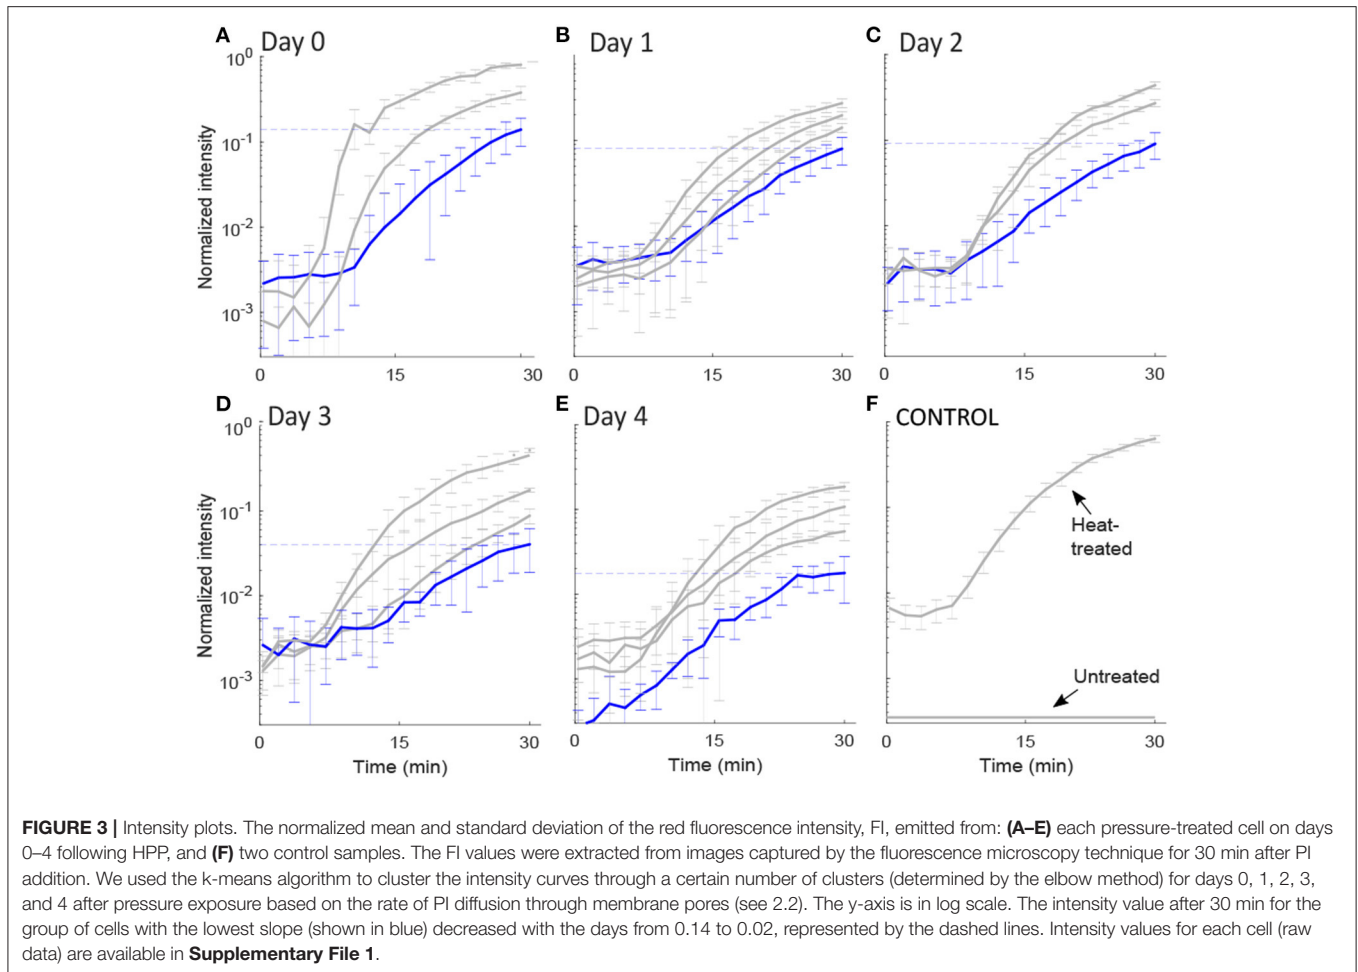 A
Day 0
B
Day 1
C
Day 2
10^0
10^-1
10^-2
10^-3
Normalized intensity
0
15
30
0
15
30
0
15
30
D
Day 3
E
Day 4
F
CONTROL
10^0
10^-1
10^-2
10^-3
Normalized intensity
Heat-
treated
Untreated
0
15
30
0
15
30
0
15
30
Time (min)
Time (min)
Time (min)
FIGURE 3 | Intensity plots. The normalized mean and standard deviation of the red fluorescence intensity, FI, emitted from: (A–E) each pressure-treated cell on days
0–4 following HPP, and (F) two control samples. The FI values were extracted from images captured by the fluorescence microscopy technique for 30 min after PI
addition. We used the k-means algorithm to cluster the intensity curves through a certain number of clusters (determined by the elbow method) for days 0, 1, 2, 3,
and 4 after pressure exposure based on the rate of PI diffusion through membrane pores (see 2.2). The y-axis is in log scale. The intensity value after 30 min for the
group of cells with the lowest slope (shown in blue) decreased with the days from 0.14 to 0.02, represented by the dashed lines. Intensity values for each cell (raw
data) are available in Supplementary File 1.